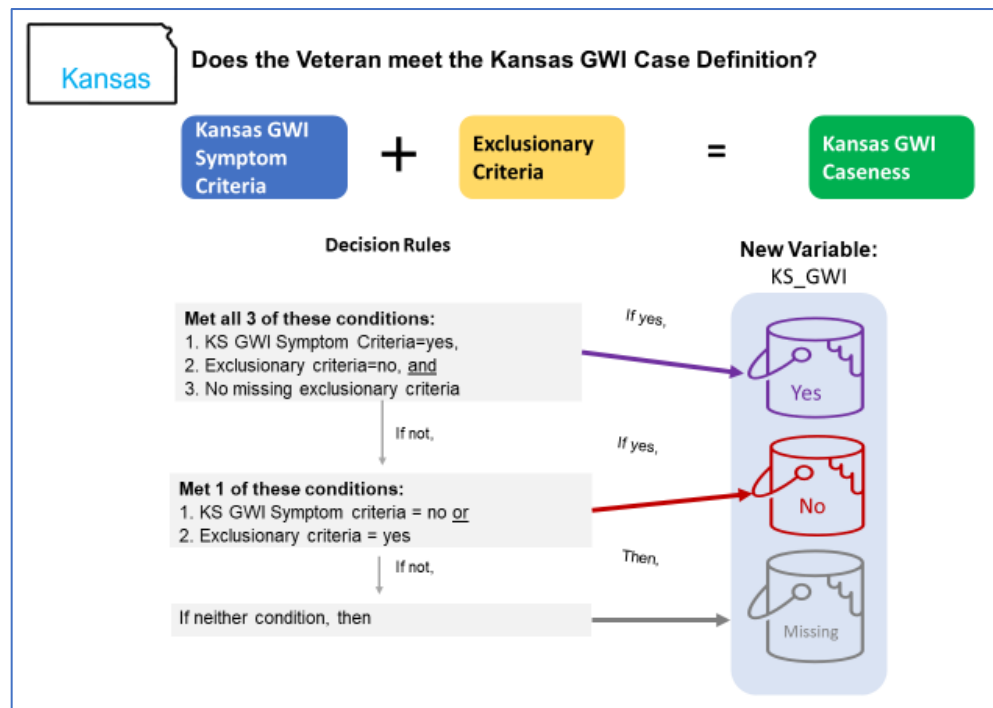 Kansas
Does the Veteran meet the Kansas GWI Case Definition?
Kansas GWI
Symptom
Criteria
+
Exclusionary
Criteria
=
Kansas GWI
Caseness
Decision Rules
New Variable:
KS_GWI
Met all 3 of these conditions:
1. KS GWI Symptom Criteria=yes,
2. Exclusionary criteria=no, and
3. No missing exclusionary criteria
If yes,
Yes
If not,
Met 1 of these conditions:
1. KS GWI Symptom criteria = no or
2. Exclusionary criteria = yes
If yes,
No
If not,
If neither condition, then
Then,
Missing